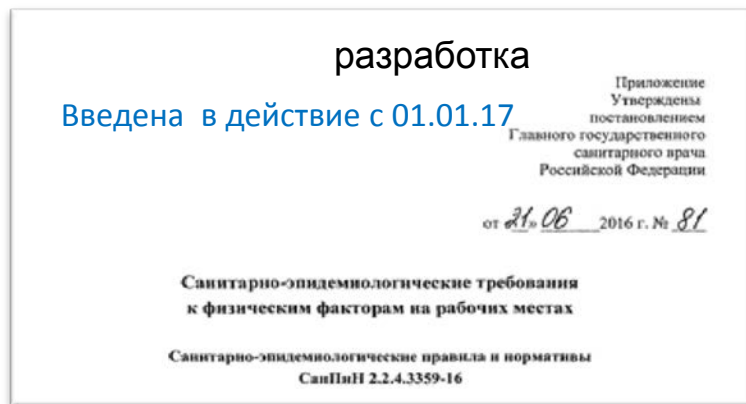 разработка
Введена в действие с 01.01.17
Приложение
Утверждены
постановлением
Главного государственного
санитарного врача
Российской Федерации
от 21» 06 2016 г. № 81
Санитарно-эпидемиологические требования
к физическим факторам на рабочих местах
Санитарно-эпидемиологические правила и нормативы
СанПиН 2.2.4.3359-16